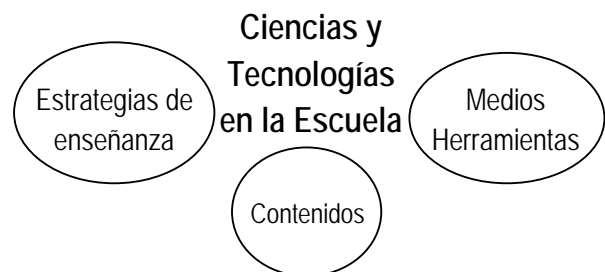 Ciencias y
Tecnologías
en la Escuela
Estrategias de
enseñanza
Medios
Herramientas
Contenidos